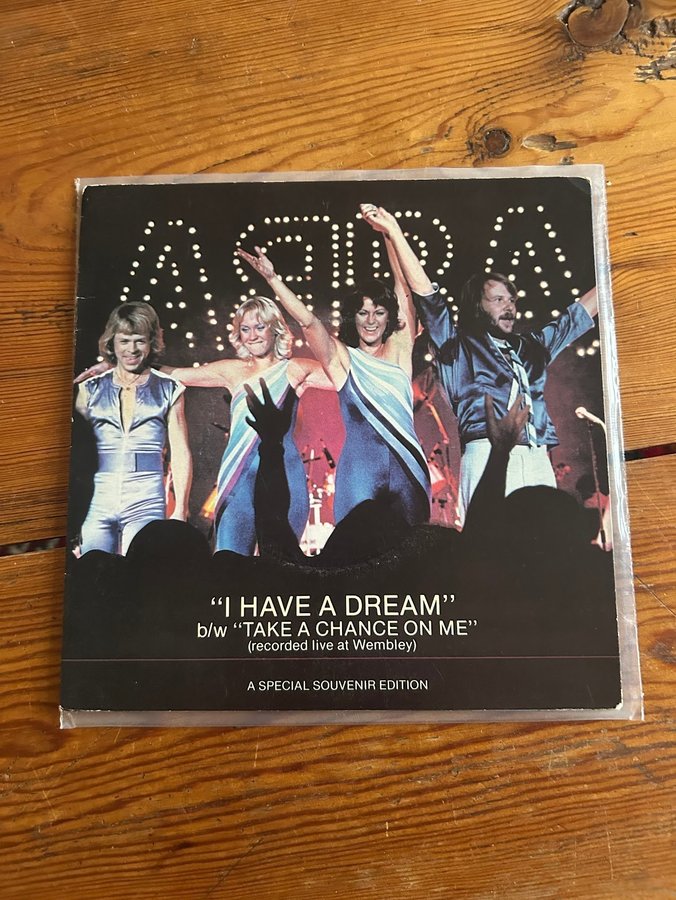 ABBA
“I HAVE A DREAM”
b/w “TAKE A CHANCE ON ME”
(recorded live at Wembley)
A SPECIAL SOUVENIR EDITION